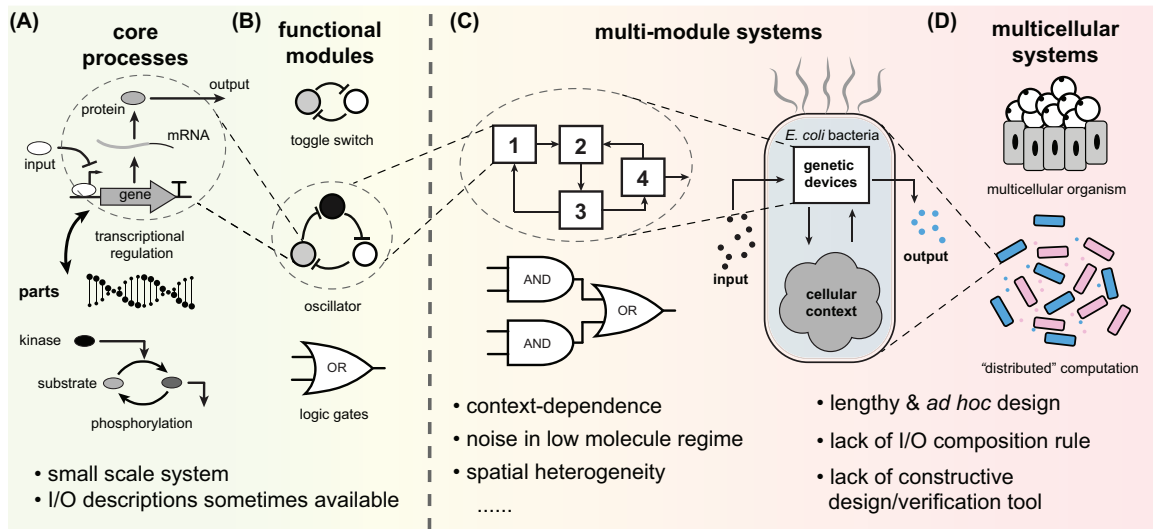 (A)
core
processes
output
protein
mRNA
input
gene
transcriptional
regulation
parts
kinase
substrate
phosphorylation
(B)
functional
modules
toggle switch
oscillator
OR
logic gates
• small scale system
• I/O descriptions sometimes available
(C)
multi-module systems
1
2
3
4
AND
AND
OR
E. coli bacteria
genetic
devices
input
output
cellular
context
(D)
multicellular
systems
multicellular organism
“distributed” computation
• context-dependence
• noise in low molecule regime
• spatial heterogeneity
......
• lengthy & ad hoc design
• lack of I/O composition rule
• lack of constructive
design/verification tool